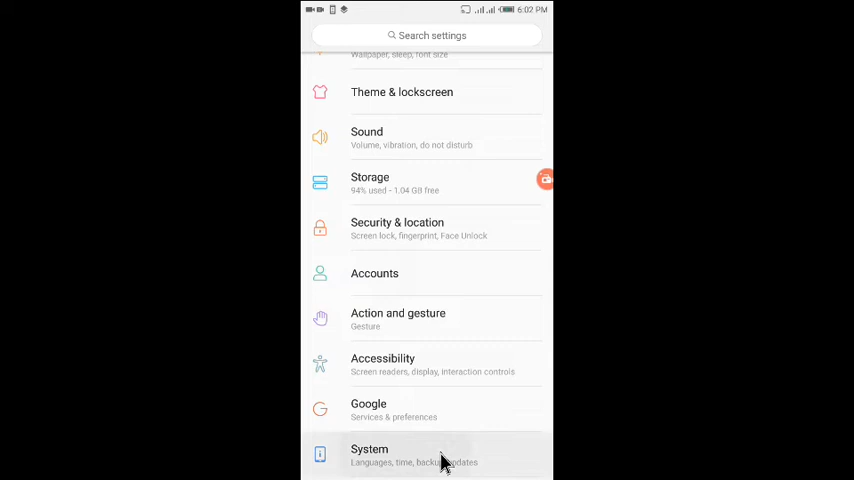 6:02 PM
Search settings
Wallpaper, sleep, font size
Theme & lockscreen
Sound
Volume, vibration, do not disturb
Storage
94% used - 1.04 GB free
Security & location
Screen lock, fingerprint, Face Unlock
Accounts
Action and gesture
Gesture
Accessibility
Screen readers, display, interaction controls
Google
Services & preferences
System
Languages, time, backup, updates